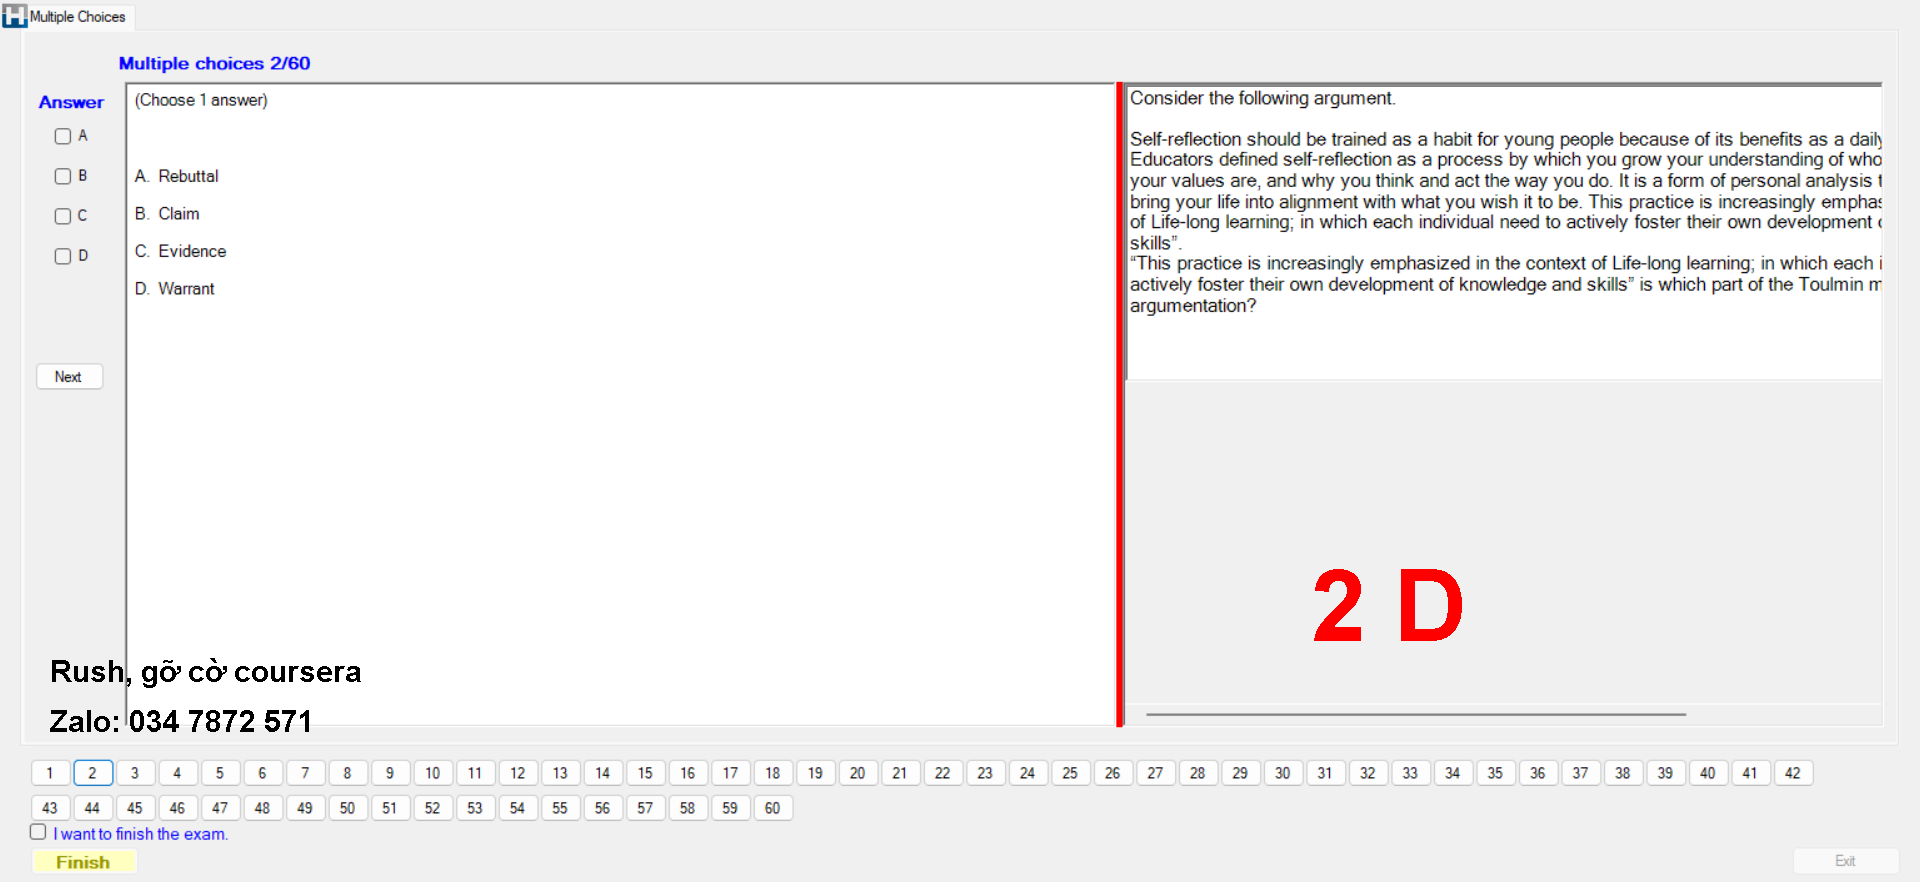 Multiple Choices
Multiple choices 2/60
Answer
A
B
C
D
Next
(Choose 1 answer)
A. Rebuttal
B. Claim
C. Evidence
D. Warrant
Consider the following argument.
Self-reflection should be trained as a habit for young people because of its benefits as a daily
Educators defined self-reflection as a process by which you grow your understanding of who
your values are, and why you think and act the way you do. It is a form of personal analysis
bring your life into alignment with what you wish it to be. This practice is increasingly emphas
of Life-long learning; in which each individual need to actively foster their own development
skills”.
“This practice is increasingly emphasized in the context of Life-long learning; in which each i
actively foster their own development of knowledge and skills” is which part of the Toulmin m
argumentation?
2 D
Rush, gỡ cờ coursera
Zalo: 034 7872 571
1 2 3 4 5 6 7 8 9 10 11 12 13 14 15 16 17 18 19 20 21 22 23 24 25 26 27 28 29 30 31 32 33 34 35 36 37 38 39 40 41 42
43 44 45 46 47 48 49 50 51 52 53 54 55 56 57 58 59 60
I want to finish the exam.
Finish
Exit